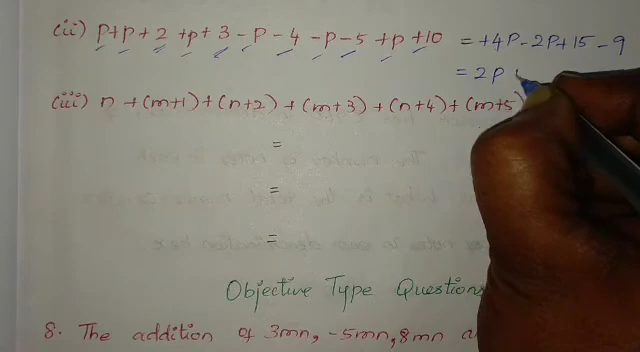 (ii) P+P+2+P+3-P-4-P-5+P+10 = +4P-2P+15-9
= 2P
(iii) n+(m+1)+(n+2)+(m+3)+(n+4)+(m+5)
=
=
=
Objective Type Questions
8. The addition of 3mn, -5mn, 8mn